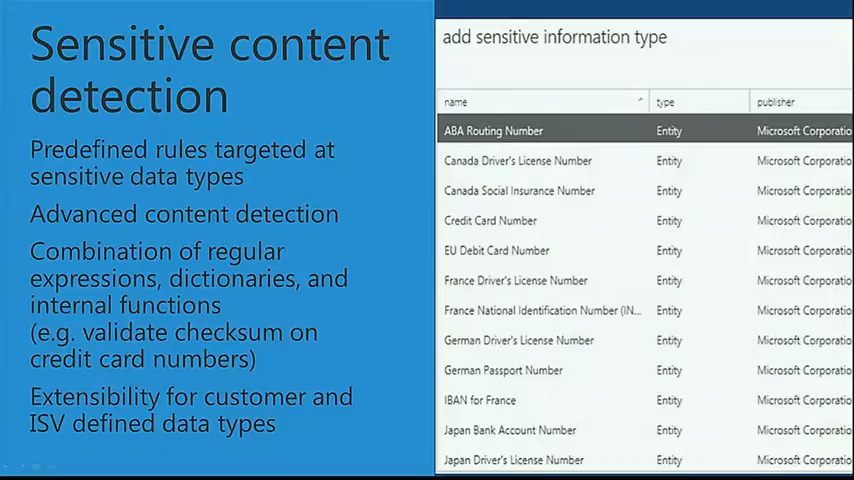 Sensitive content
detection
Predefined rules targeted at
sensitive data types
Advanced content detection
Combination of regular
expressions, dictionaries, and
internal functions
(e.g. validate checksum on
credit card numbers)
Extensibility for customer and
ISV defined data types
add sensitive information type
name type publisher
ABA Routing Number Entity Microsoft Corporatio
Canada Driver's License Number Entity Microsoft Corporatio
Canada Social Insurance Number Entity Microsoft Corporatio
Credit Card Number Entity Microsoft Corporatio
EU Debit Card Number Entity Microsoft Corporatio
France Driver's License Number Entity Microsoft Corporatio
France National Identification Number (IN... Entity Microsoft Corporatio
German Driver's License Number Entity Microsoft Corporatio
German Passport Number Entity Microsoft Corporatio
IBAN for France Entity Microsoft Corporatio
Japan Bank Account Number Entity Microsoft Corporatio
Japan Driver's License Number Entity Microsoft Corporatio